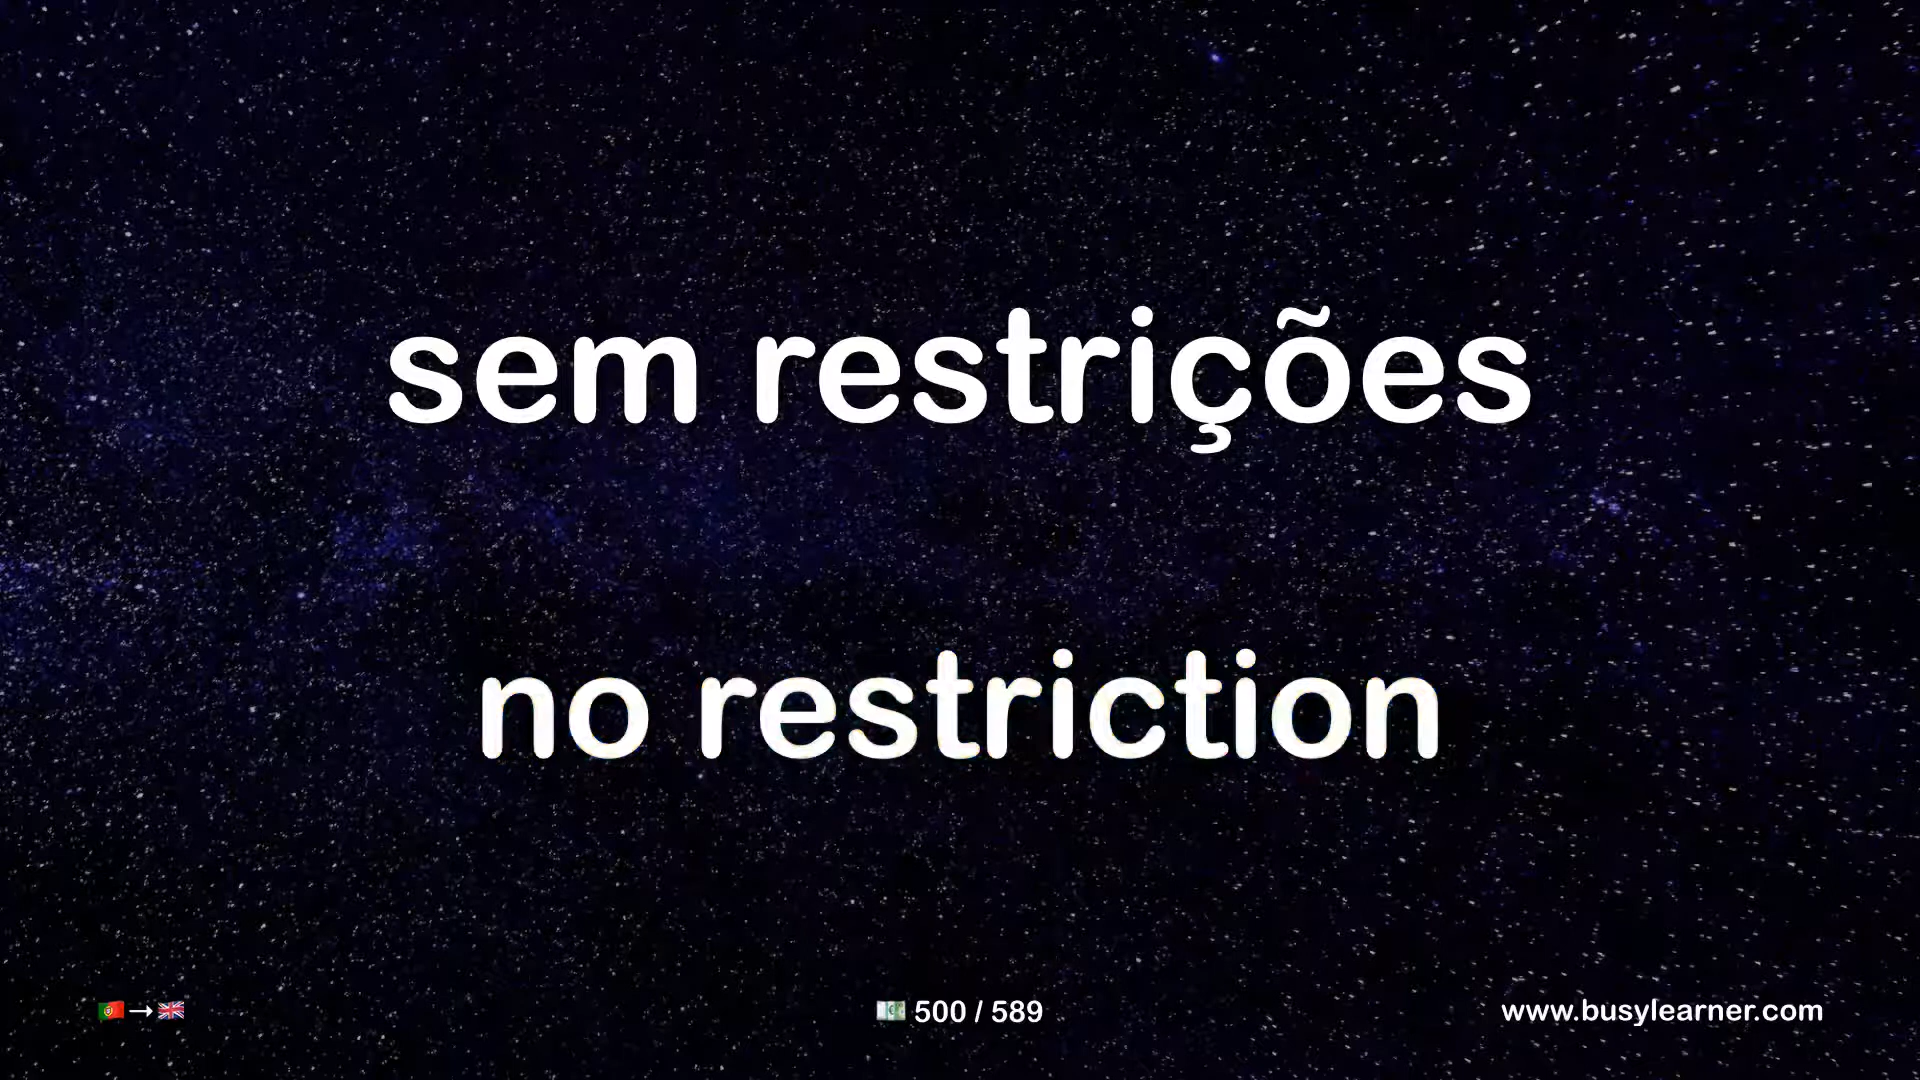 sem restrições
no restriction
→ 500 / 589 www.busylearner.com